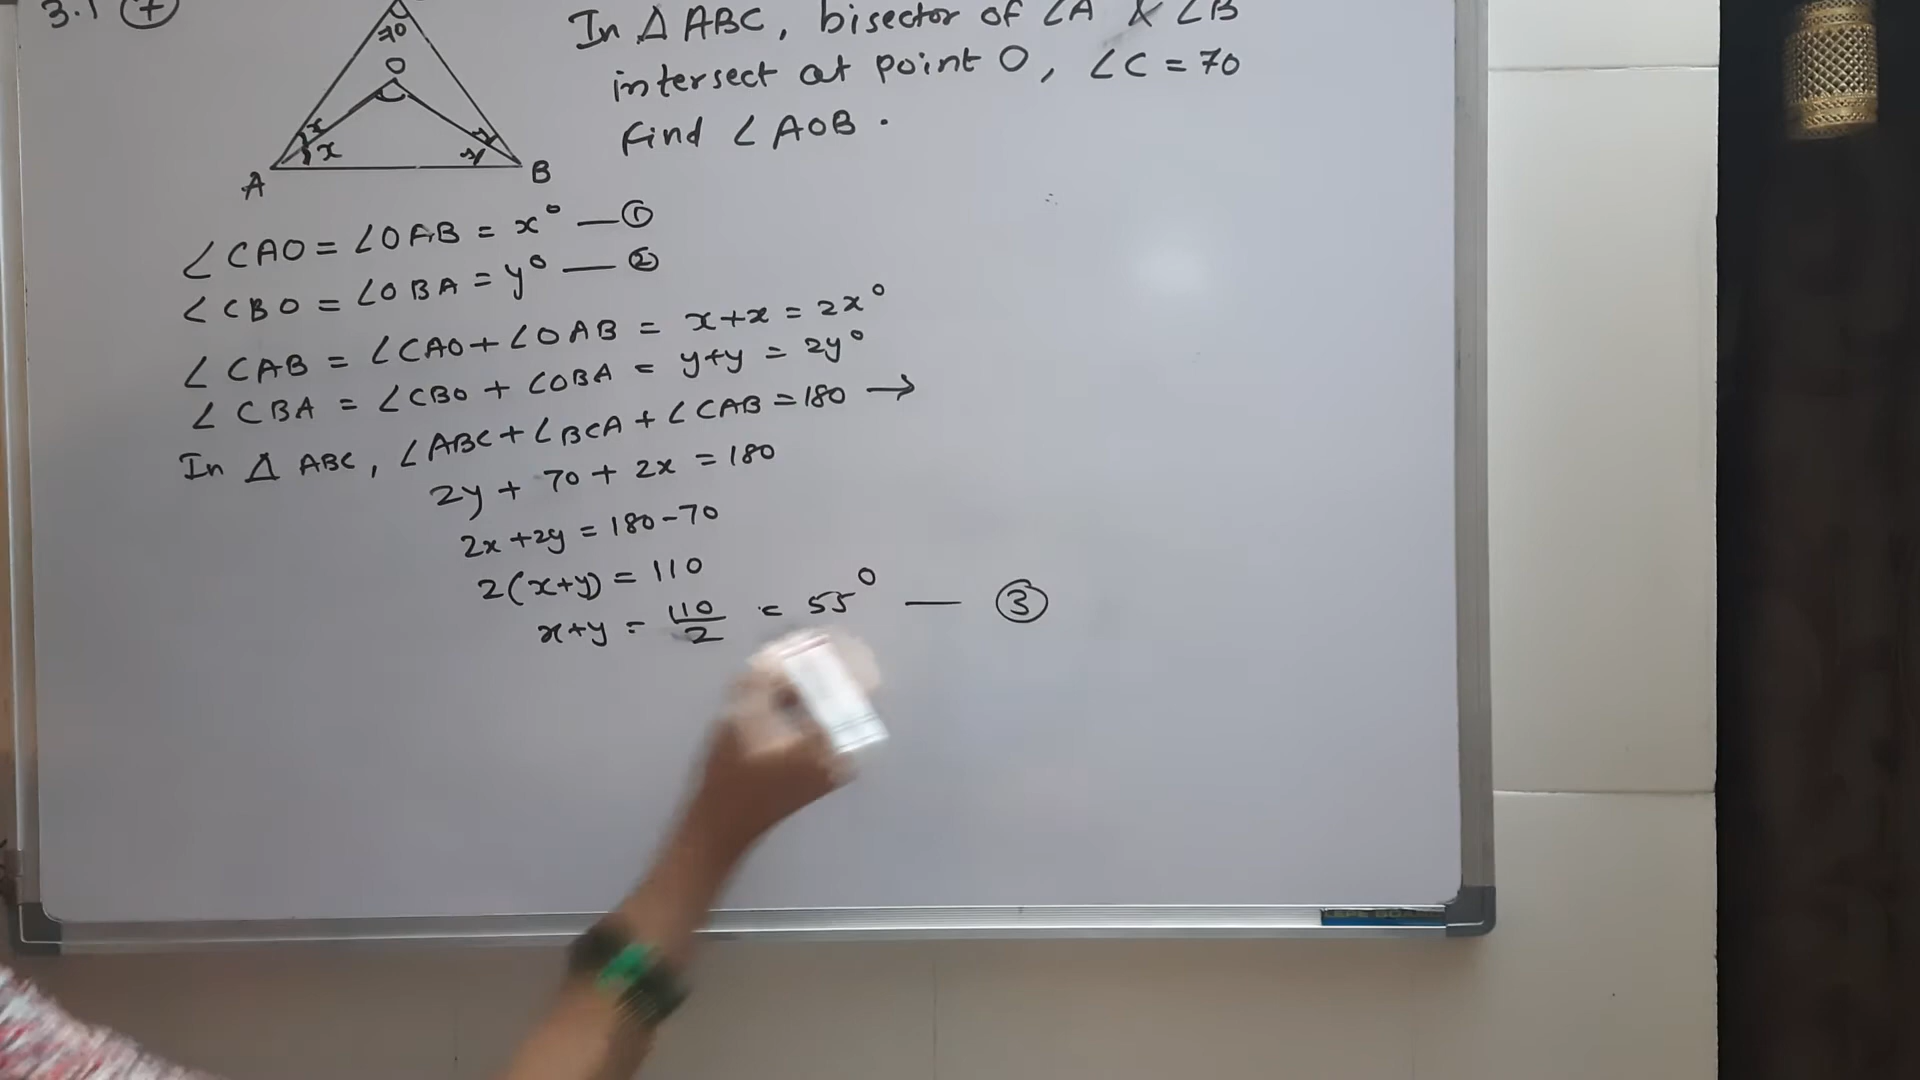 3.1 7
70
O
x
x
y
y
A
B
In △ ABC, bisector of ∠A & ∠B
intersect at point O, ∠C = 70
Find ∠AOB.
∠CAO = ∠OAB = x° — ①
∠CBO = ∠OBA = y° — ②
∠CAB = ∠CAO + ∠OAB = x+x = 2x°
∠CBA = ∠CBO + ∠OBA = y+y = 2y°
In △ ABC, ∠ABC + ∠BCA + ∠CAB = 180 →
2y + 70 + 2x = 180
2x + 2y = 180 - 70
2(x+y) = 110
x+y = 110/2 = 55° — ③